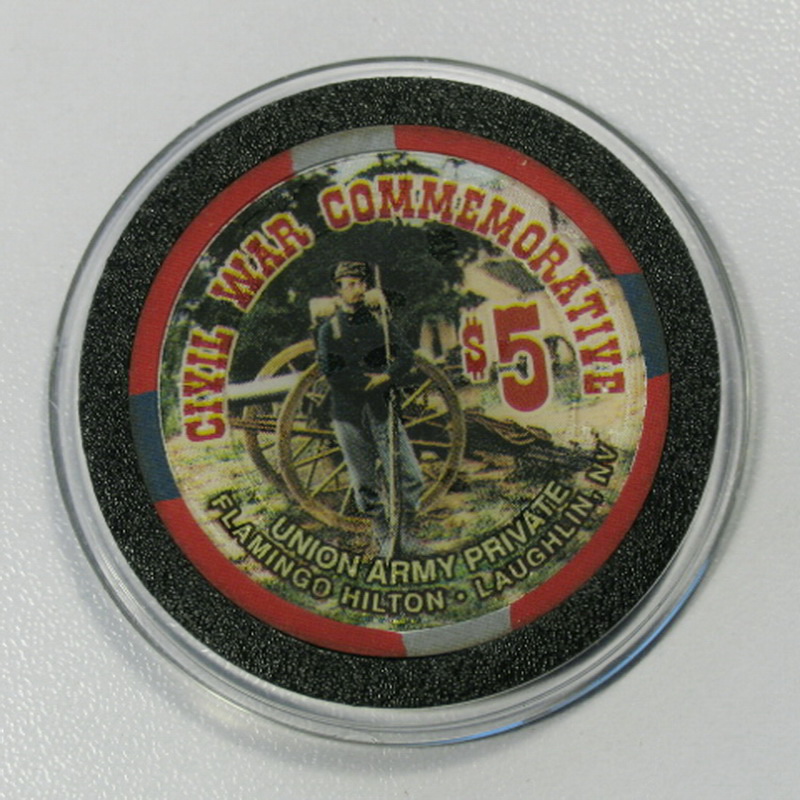 CIVIL WAR COMMEMORATIVE
$5
UNION ARMY PRIVATE
FLAMINGO HILTON • LAUGHLIN, NV